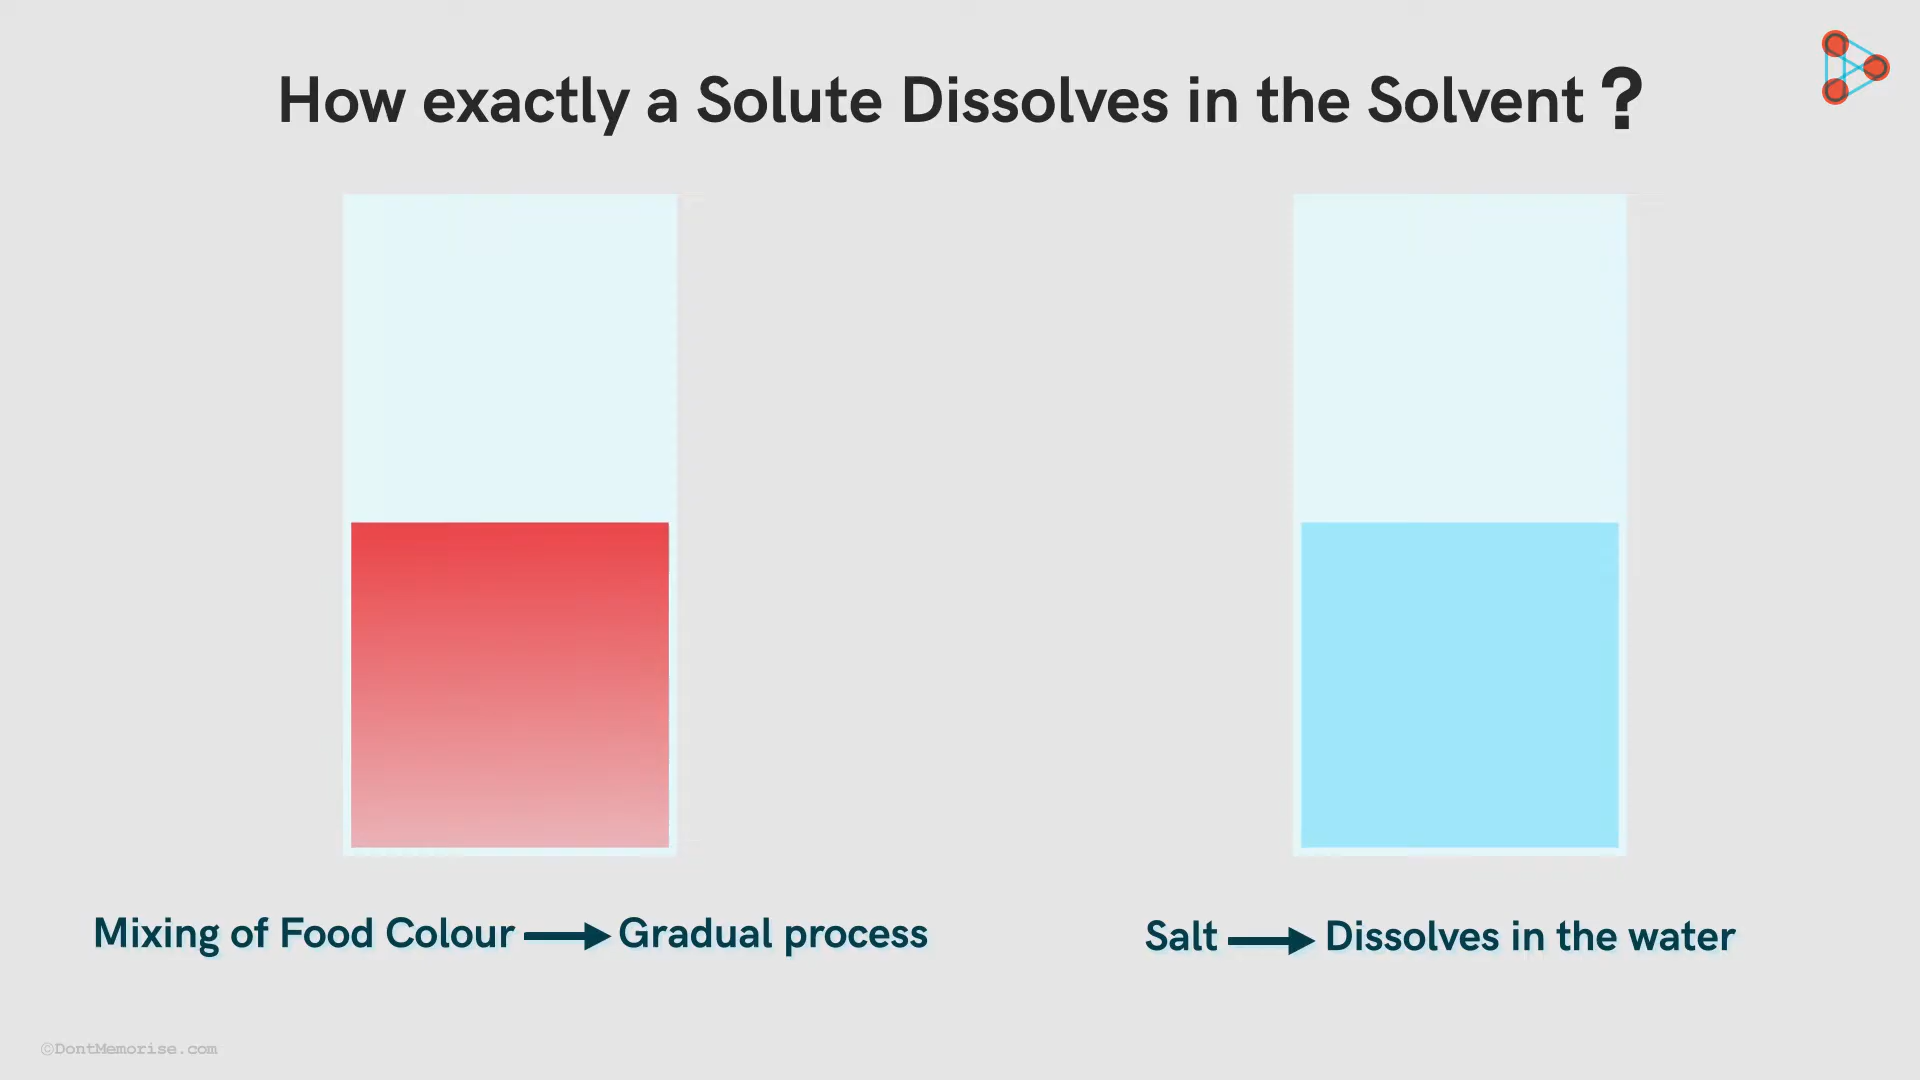 How exactly a Solute Dissolves in the Solvent?
Mixing of Food Colour → Gradual process
Salt → Dissolves in the water
©DontMemorise.com